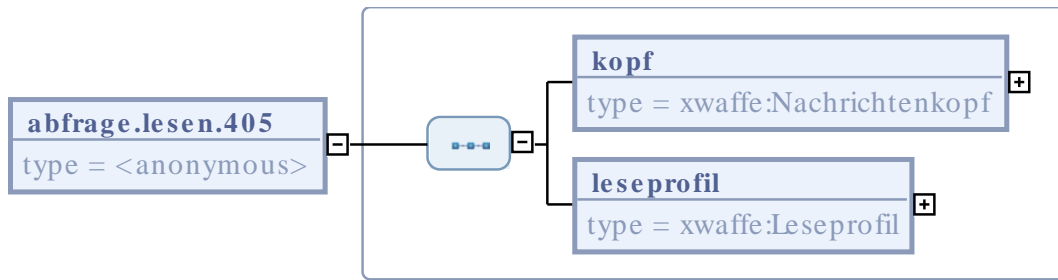 kopf
type = xwaffe:Nachrichtenkopf
abfrage.lesen.405
type = <anonymous>
leseprofil
type = xwaffe:Leseprofil